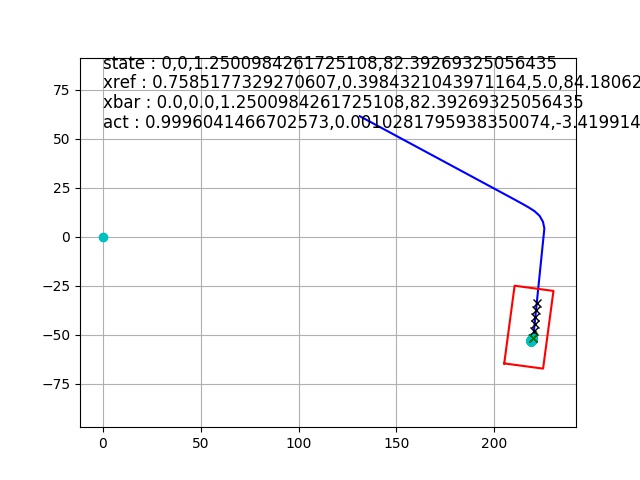 state : 0,0,1.2500984261725108,82.39269325056435
xref : 0.7585177329270607,0.3984321043971164,5.0,84.18062
xbar : 0.0,0.0,1.2500984261725108,82.39269325056435
act : 0.9996041466702573,0.0010281795938350074,-3.419914
75
50
25
0
−25
−50
−75
0 50 100 150 200